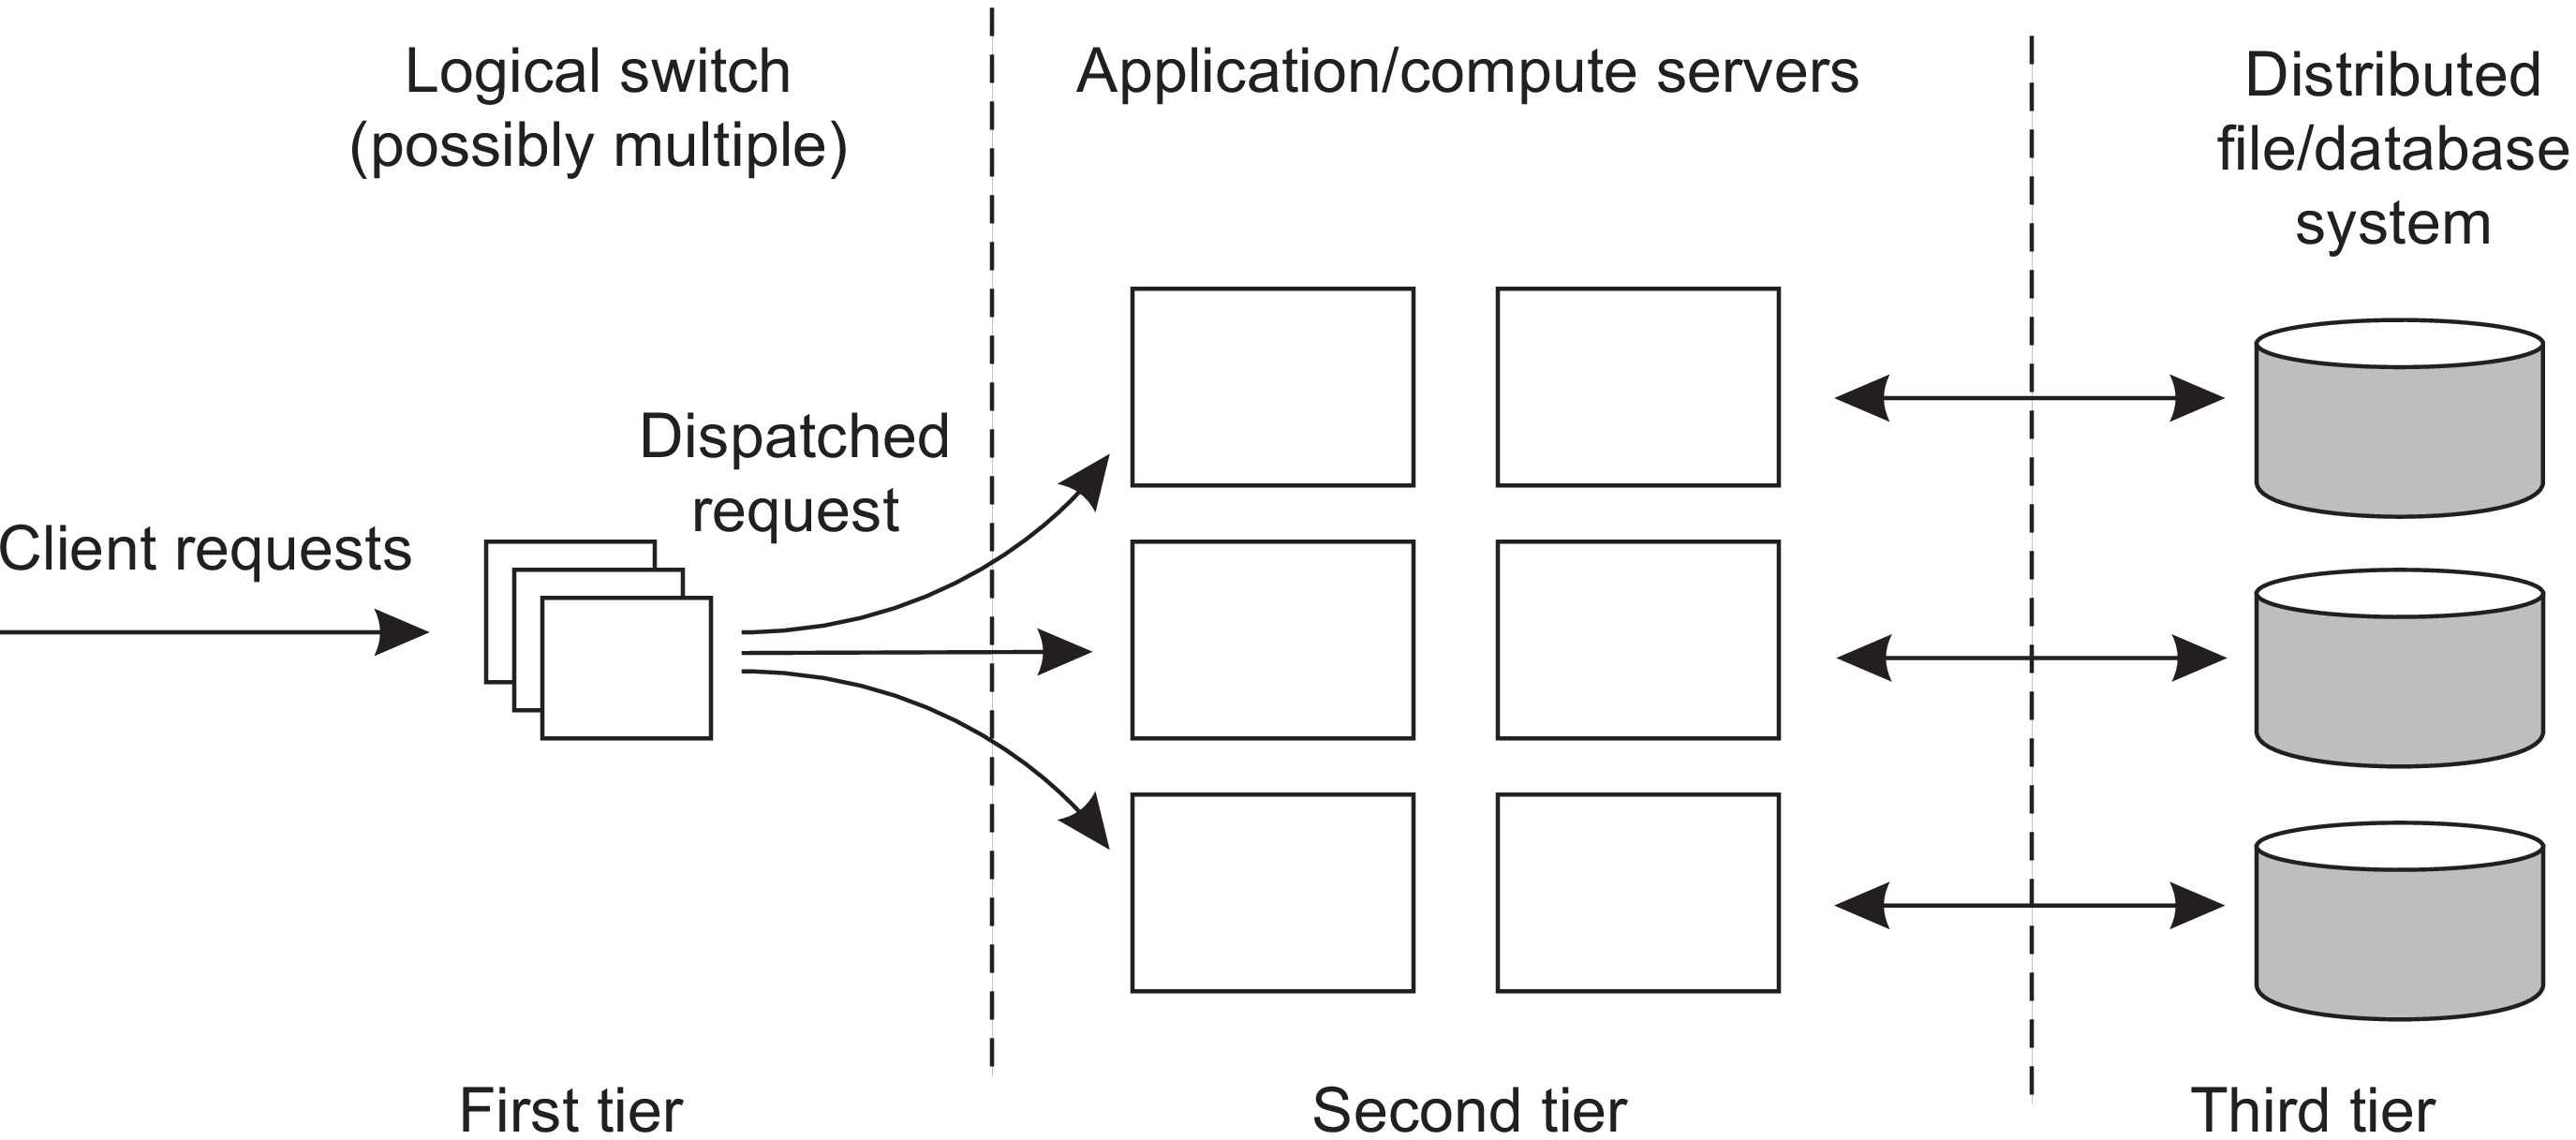 Logical switch
(possibly multiple)
Application/compute servers
Distributed
file/database
system
Dispatched
request
Client requests
First tier
Second tier
Third tier